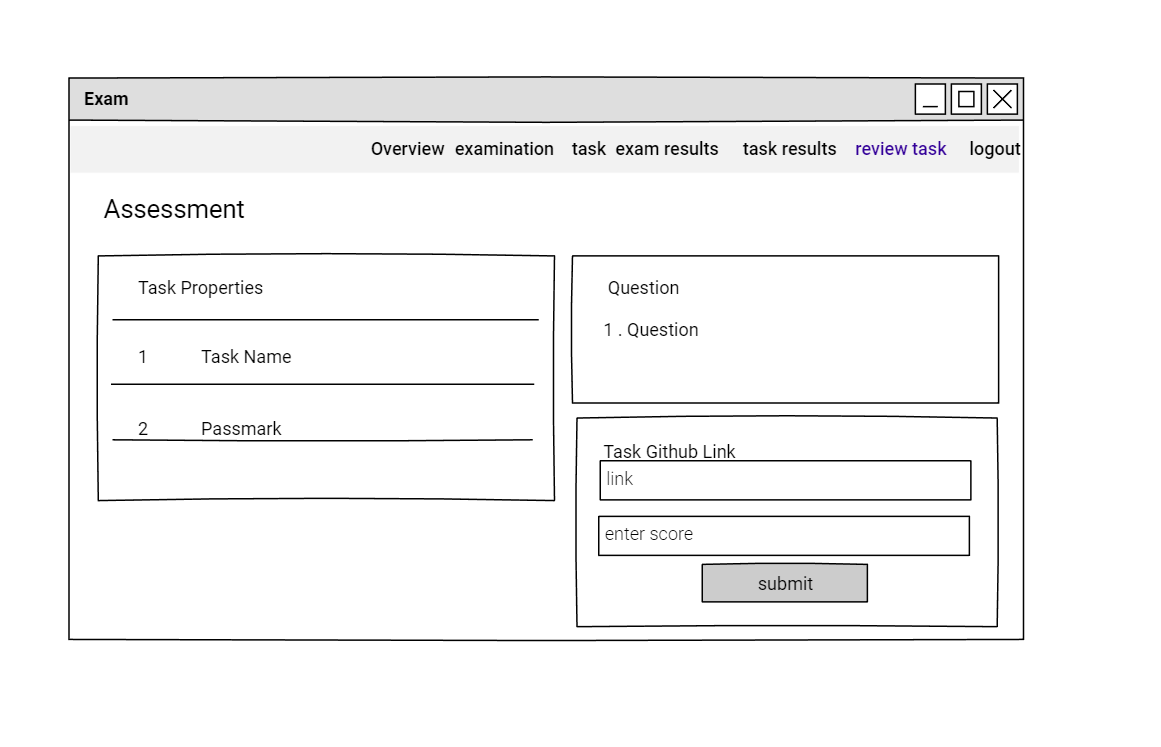 Exam
Overview examination task exam results task results review task logout
Assessment
Task Properties
1 Task Name
2 Passmark
Question
1 . Question
Task Github Link
link
enter score
submit